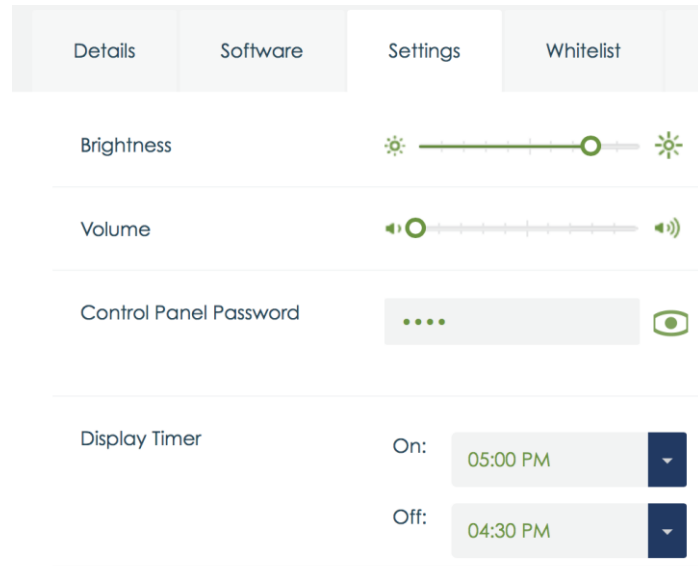 Details Software Settings Whitelist
Brightness
Volume
Control Panel Password ••••
Display Timer On: 05:00 PM
Off: 04:30 PM